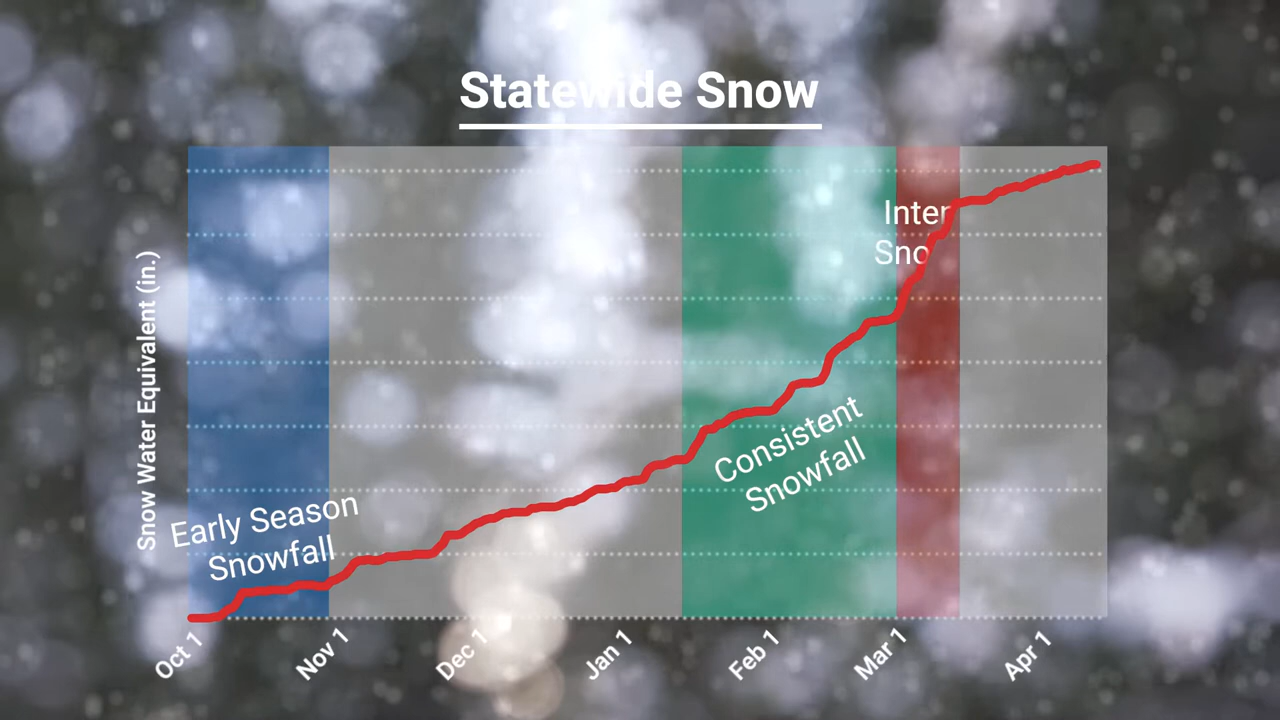 Statewide Snow
Snow Water Equivalent (in.)
Early Season
Snowfall
Consistent
Snowfall
Inter
Sno
Oct 1
Nov 1
Dec 1
Jan 1
Feb 1
Mar 1
Apr 1